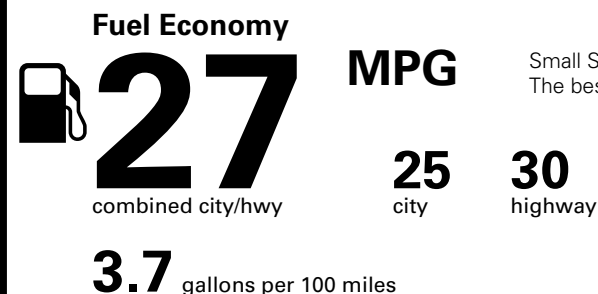 Fuel Economy
27 MPG
Small
The
combined city/hwy
25 city
30 highway
3.7 gallons per 100 miles